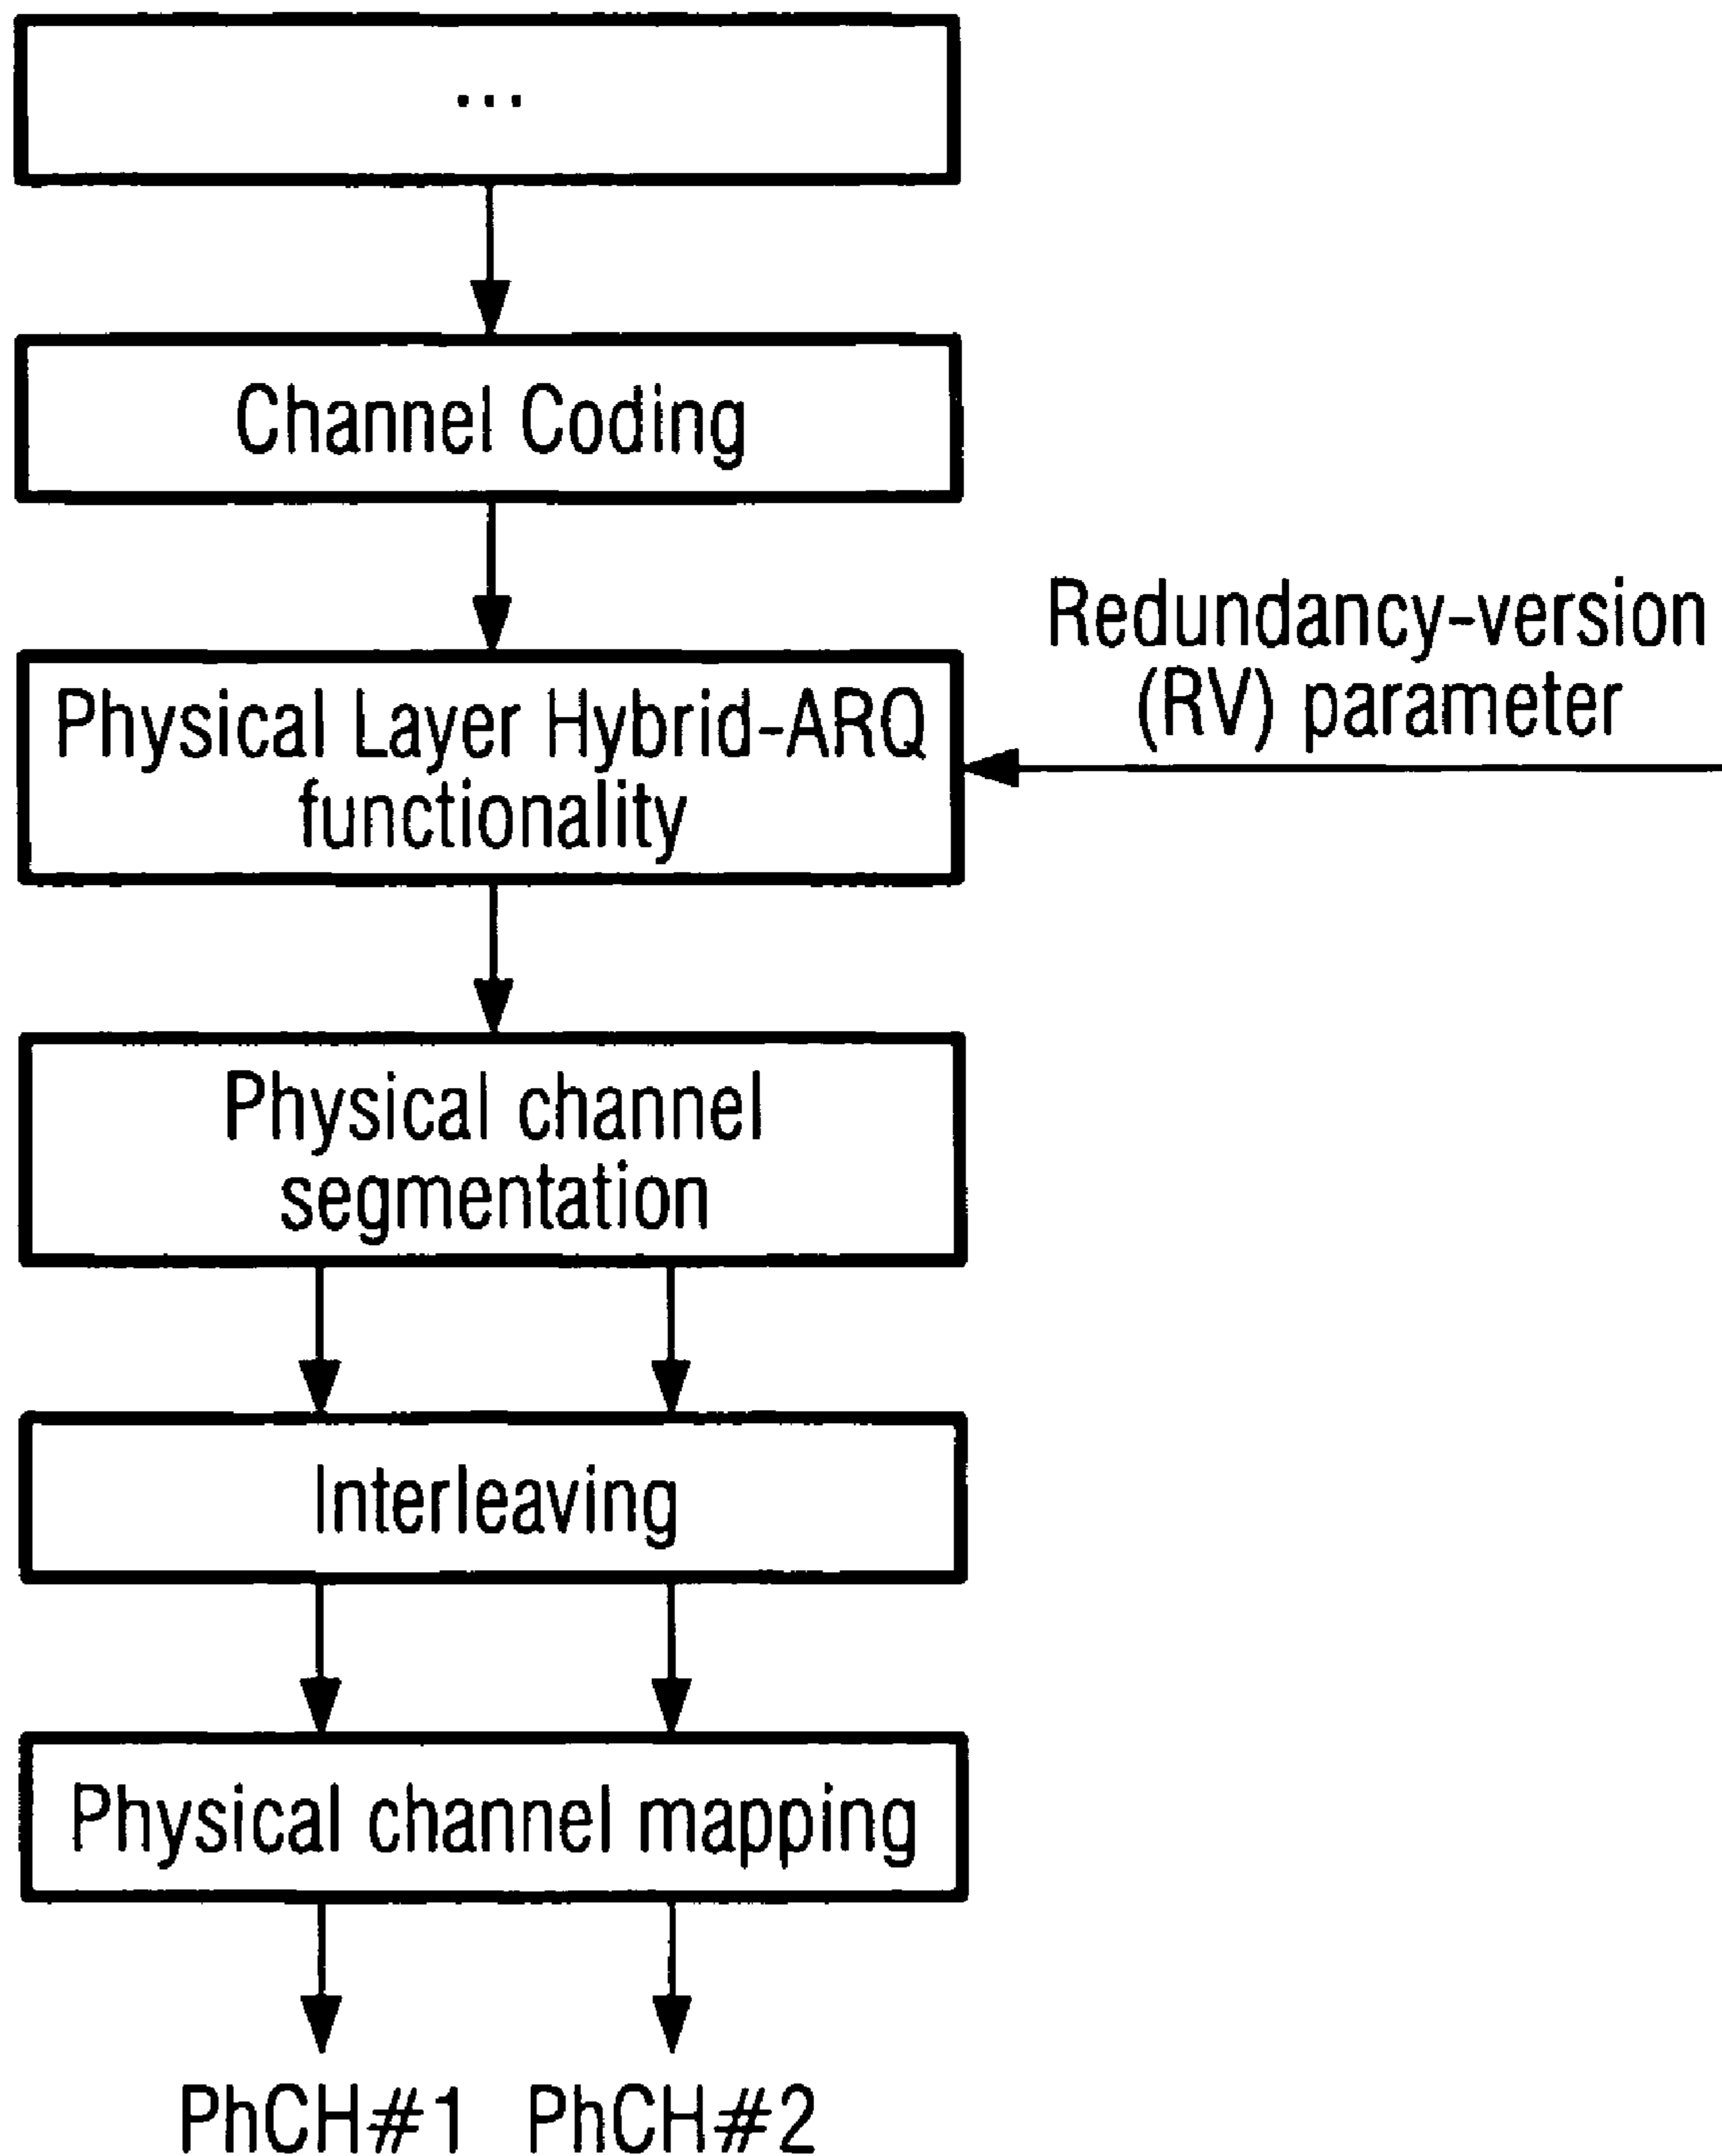 ...
Channel Coding
Redundancy-version
(RV) parameter
Physical Layer Hybrid-ARQ
functionality
Physical channel
segmentation
Interleaving
Physical channel mapping
PhCH#1 PhCH#2